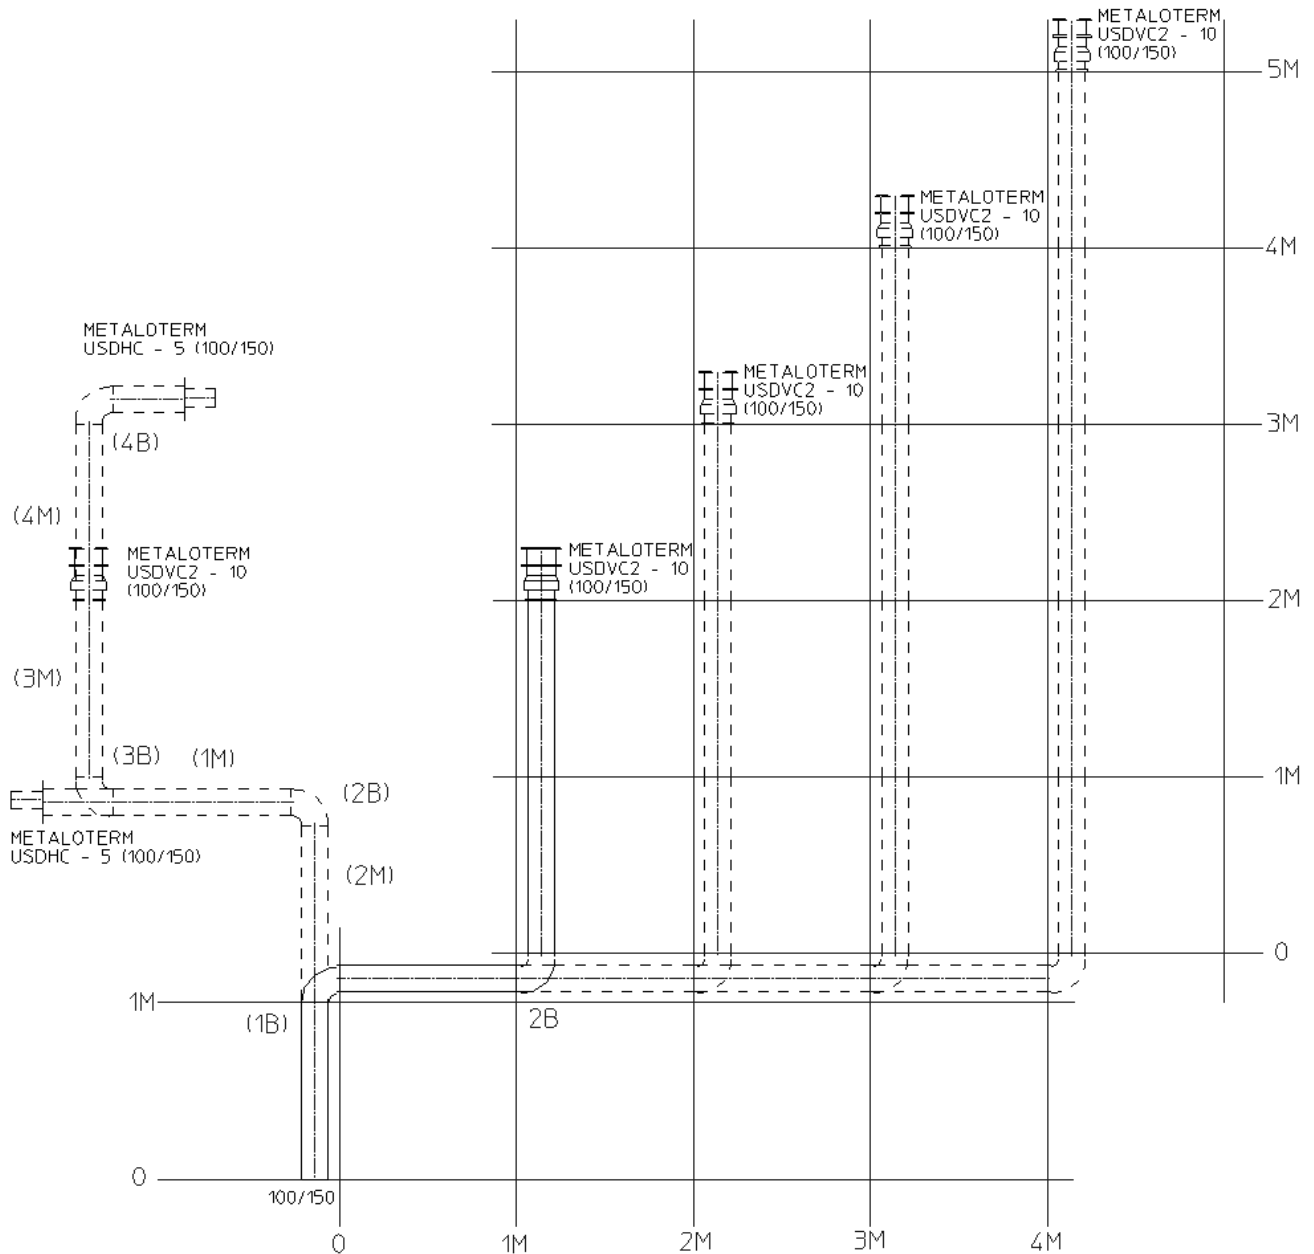 METALOTERM
USDVC2 - 10
(100/150)
5M
METALOTERM
USDVC2 - 10
(100/150)
4M
METALOTERM
USDHC - 5 (100/150)
METALOTERM
USDVC2 - 10
(100/150)
3M
(4B)
(4M)
METALOTERM
USDVC2 - 10
(100/150)
METALOTERM
USDVC2 - 10
(100/150)
2M
(3M)
(3B)
(1M)
1M
(2B)
METALOTERM
USDHC - 5 (100/150)
(2M)
0
1M
(1B)
2B
0
100/150
0
1M
2M
3M
4M